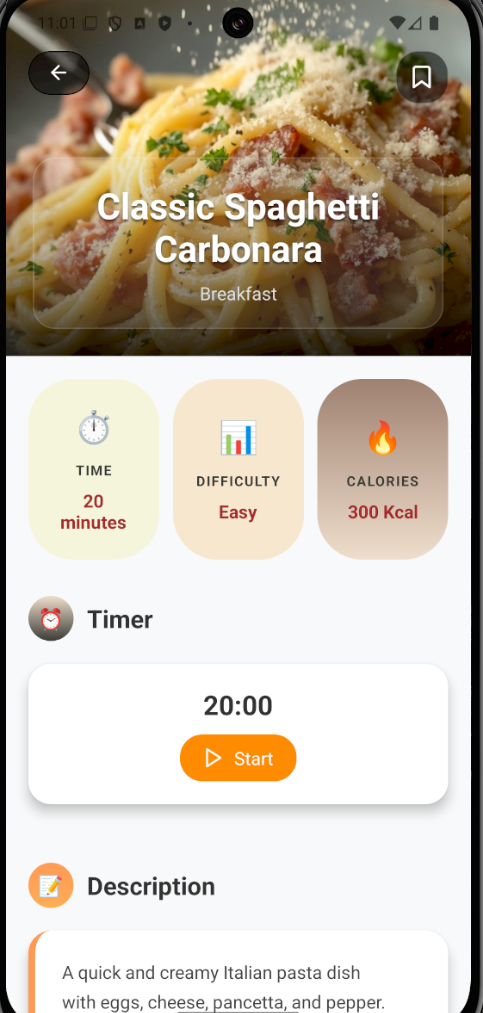 11:01
Classic Spaghetti
Carbonara
Breakfast
TIME
20
minutes
DIFFICULTY
Easy
CALORIES
300 Kcal
Timer
20:00
Start
Description
A quick and creamy Italian pasta dish
with eggs, cheese, pancetta, and pepper.